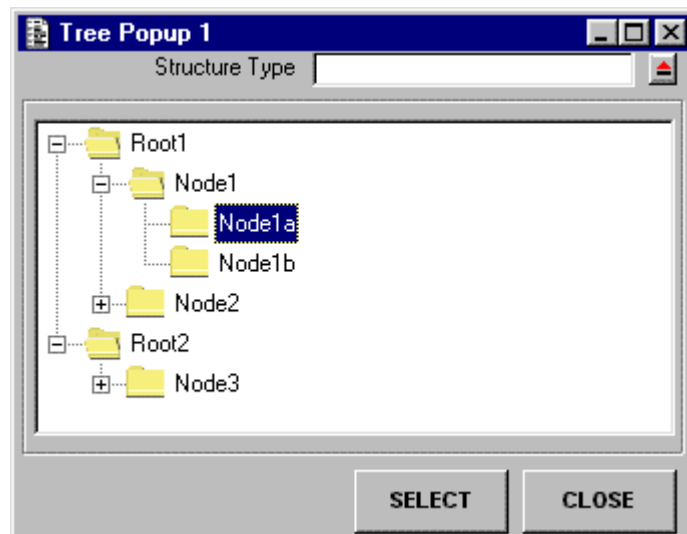 Tree Popup 1
Structure Type
Root1
Node1
Node1a
Node1b
Node2
Root2
Node3
SELECT CLOSE